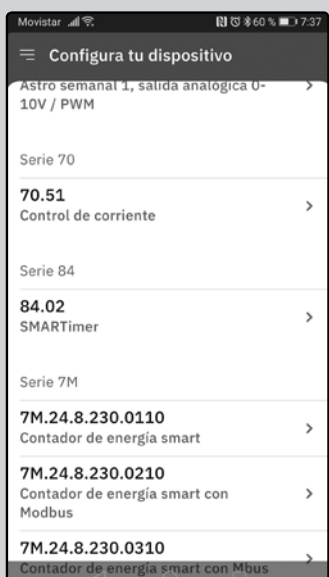 Movistar 60 % 7:37
Configura tu dispositivo
Astro semanal 1, salida analógica 0-
10V / PWM
Serie 70
70.51
Control de corriente
Serie 84
84.02
SMARTimer
Serie 7M
7M.24.8.230.0110
Contador de energía smart
7M.24.8.230.0210
Contador de energía smart con
Modbus
7M.24.8.230.0310
Contador de energía smart con Mbus